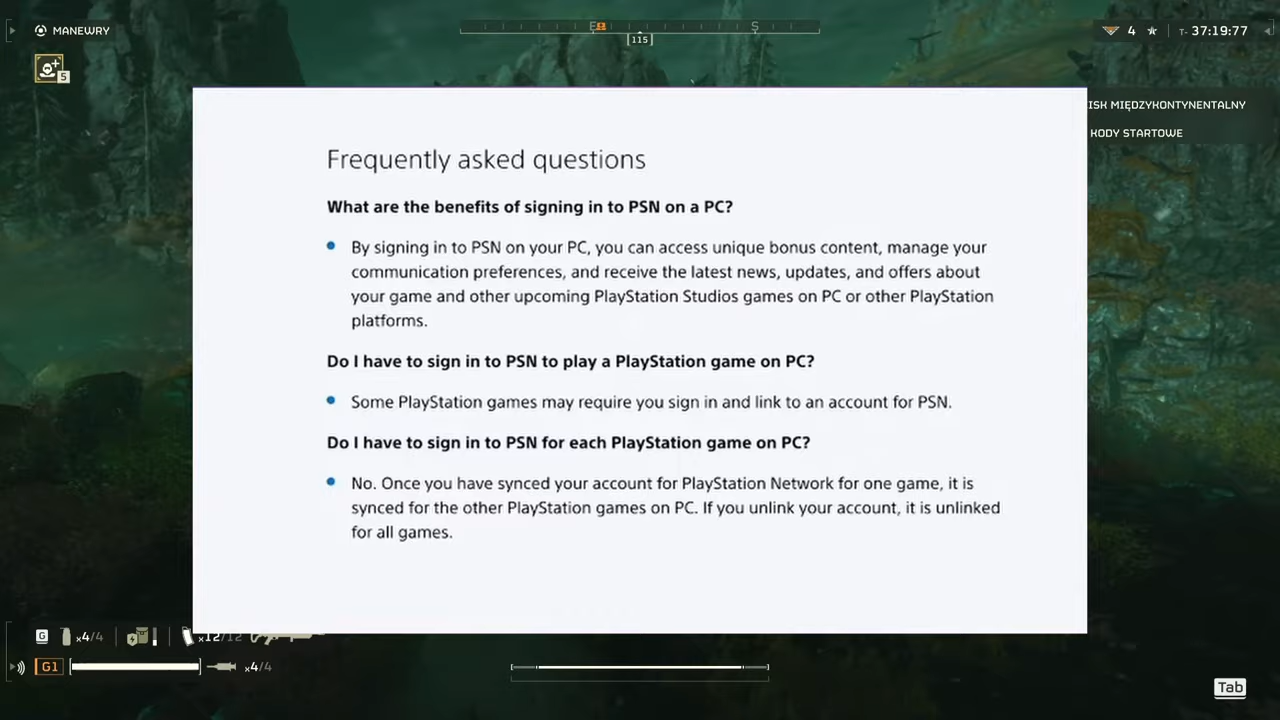 MANEWRY
E
S
[115]
4
T- 37:19:77
5
ISK MIĘDZYKONTYNENTALNY
KODY STARTOWE
Frequently asked questions
What are the benefits of signing in to PSN on a PC?
By signing in to PSN on your PC, you can access unique bonus content, manage your
communication preferences, and receive the latest news, updates, and offers about
your game and other upcoming PlayStation Studios games on PC or other PlayStation
platforms.
Do I have to sign in to PSN to play a PlayStation game on PC?
Some PlayStation games may require you sign in and link to an account for PSN.
Do I have to sign in to PSN for each PlayStation game on PC?
No. Once you have synced your account for PlayStation Network for one game, it is
synced for the other PlayStation games on PC. If you unlink your account, it is unlinked
for all games.
G x4/4 x12/12
G1 x4/4
Tab